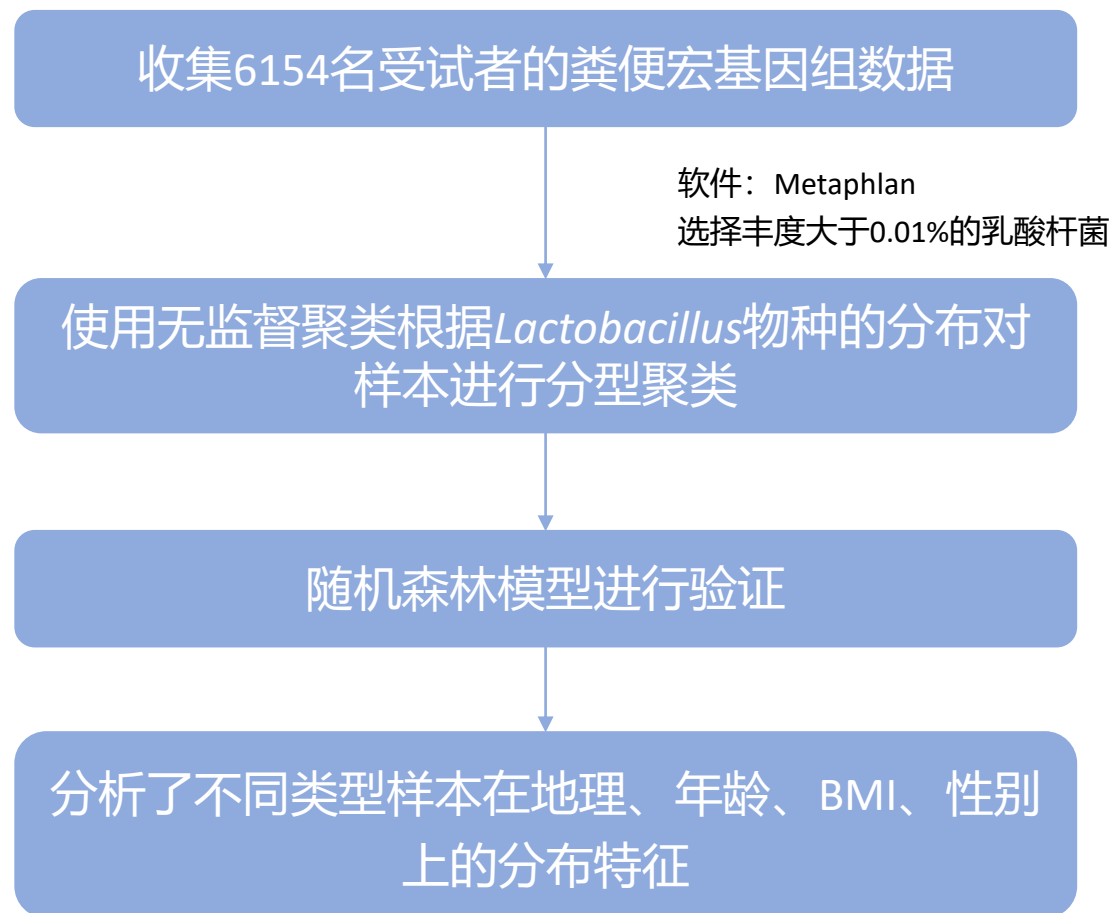 收集6154名受试者的粪便宏基因组数据
软件：Metaphlan
选择丰度大于0.01%的乳酸杆菌
使用无监督聚类根据Lactobacillus物种的分布对
样本进行分型聚类
随机森林模型进行验证
分析了不同类型样本在地理、年龄、BMI、性别
上的分布特征